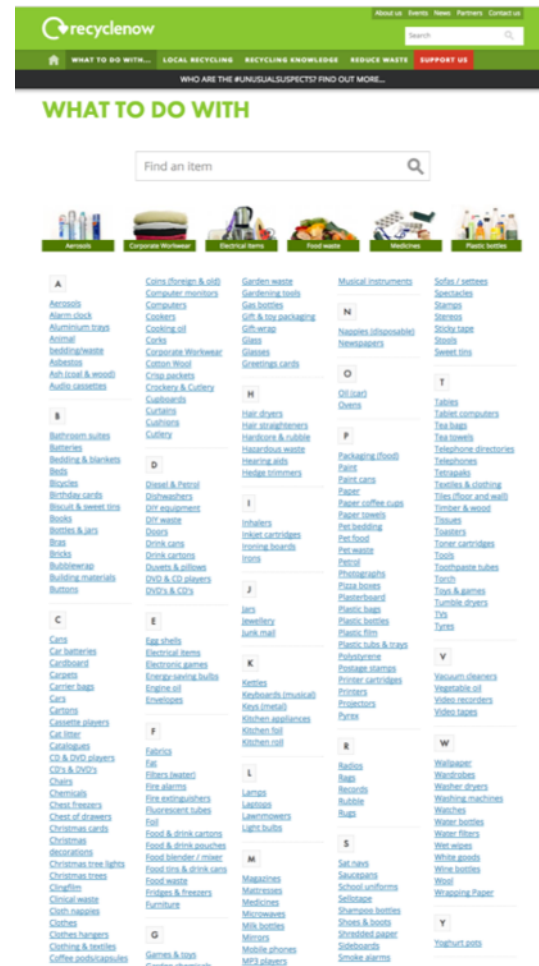 About us Events News Partners Contact us
recyclenow
Search
WHAT TO DO WITH... LOCAL RECYCLING RECYCLING KNOWLEDGE REDUCE WASTE SUPPORT US
WHO ARE THE #UNUSUALSUSPECTS? FIND OUT MORE...
WHAT TO DO WITH
Find an item
Aerosols
Corporate Workwear
Electrical items
Food waste
Medicines
Plastic bottles
A
Aerosols
Alarm clock
Aluminium trays
Animal
bedding/waste
Asbestos
Ash (coal & wood)
Audio cassettes
B
Bathroom suites
Batteries
Bedding & blankets
Beds
Bicycles
Birthday cards
Biscuit & sweet tins
Books
Bottles & jars
Bras
Bricks
Bubblewrap
Building materials
Buttons
C
Cans
Car batteries
Cardboard
Carpets
Carrier bags
Cars
Cartons
Cassette players
Cat litter
Catalogues
CD & DVD players
CD's & DVD's
Chairs
Chemicals
Chest freezers
Chest of drawers
Christmas cards
Christmas
decorations
Christmas tree lights
Christmas trees
Clingfilm
Clinical waste
Cloth nappies
Clothes
Clothes hangers
Clothing & textiles
Coffee pods/capsules
Coins (foreign & old)
Computer monitors
Computers
Cookers
Cooking oil
Corks
Corporate Workwear
Cotton Wool
Crisp packets
Crockery & Cutlery
Cupboards
Curtains
Cushions
Cutlery
D
Diesel & Petrol
Dishwashers
DIY equipment
DIY waste
Doors
Drink cans
Drink cartons
Duvets & pillows
DVD & CD players
DVD's & CD's
E
Egg shells
Electrical items
Electronic games
Energy-saving bulbs
Engine oil
Envelopes
F
Fabrics
Fat
Filters (water)
Fire alarms
Fire extinguishers
Fluorescent tubes
Foil
Food & drink cartons
Food & drink pouches
Food blender / mixer
Food tins & drink cans
Food waste
Fridges & freezers
Furniture
G
Games & toys
Garden chemicals
Garden waste
Gardening tools
Gas bottles
Gift & toy packaging
Gift-wrap
Glass
Glasses
Greetings cards
H
Hair dryers
Hair straighteners
Hardcore & rubble
Hazardous waste
Hearing aids
Hedge trimmers
I
Inhalers
Inkjet cartridges
Ironing boards
Irons
J
Jars
Jewellery
Junk mail
K
Kettles
Keyboards (musical)
Keys (metal)
Kitchen appliances
Kitchen foil
Kitchen roll
L
Lamps
Laptops
Lawnmowers
Light bulbs
M
Magazines
Mattresses
Medicines
Microwaves
Milk bottles
Mirrors
Mobile phones
MP3 players
Musical instruments
N
Nappies (disposable)
Newspapers
O
Oil (car)
Ovens
P
Packaging (food)
Paint
Paint cans
Paper
Paper coffee cups
Paper towels
Pet bedding
Pet food
Pet waste
Petrol
Photographs
Pizza boxes
Plasterboard
Plastic bags
Plastic bottles
Plastic film
Plastic tubs & trays
Polystyrene
Postage stamps
Printer cartridges
Printers
Projectors
Pyrex
R
Radios
Rags
Records
Rubble
Rugs
S
Sat navs
Saucepans
School uniforms
Sellotape
Shampoo bottles
Shoes & boots
Shredded paper
Sideboards
Smoke alarms
Sofas / settees
Spectacles
Stamps
Stereos
Sticky tape
Stools
Sweet tins
T
Tables
Tablet computers
Tea bags
Tea towels
Telephone directories
Telephones
Tetrapaks
Textiles & clothing
Tiles (floor and wall)
Timber & wood
Tissues
Toasters
Toner cartridges
Tools
Toothpaste tubes
Torch
Toys & games
Tumble dryers
TVs
Tyres
V
Vacuum cleaners
Vegetable oil
Video recorders
Video tapes
W
Wallpaper
Wardrobes
Washer dryers
Washing machines
Watches
Water bottles
Water filters
Wet wipes
White goods
Wine bottles
Wool
Wrapping Paper
Y
Yoghurt pots